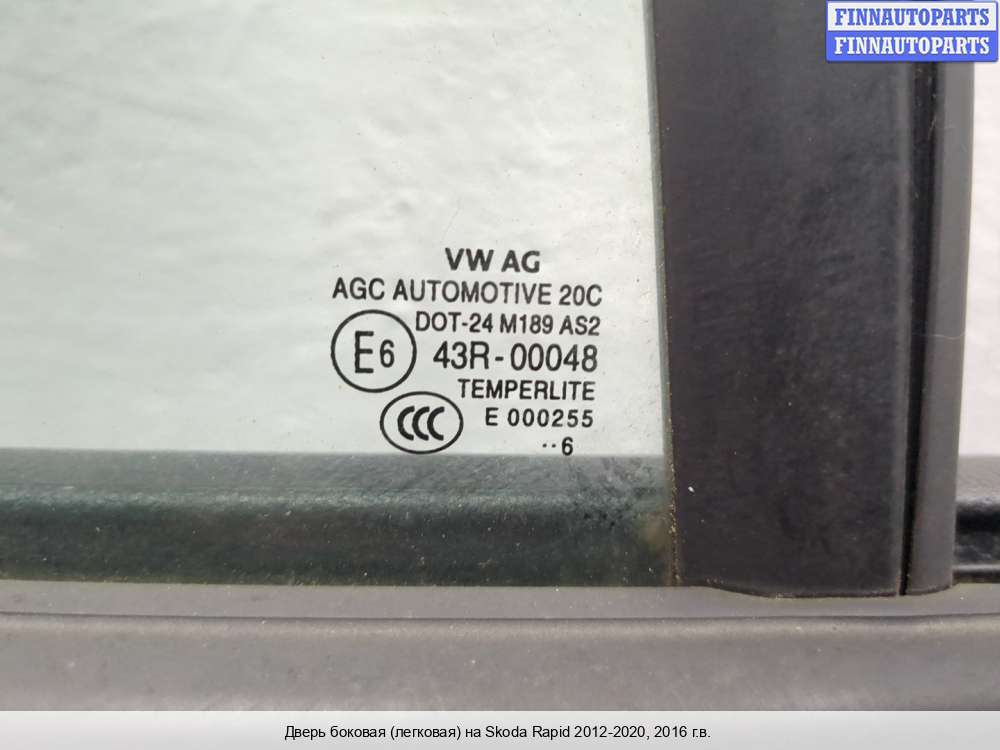 FINNAUTOPARTS
FINNAUTOPARTS
VW AG
AGC AUTOMOTIVE 20C
DOT-24 M189 AS2
E6 43R-00048
TEMPERLITE
CCC E 000255
··6
Дверь боковая (легковая) на Skoda Rapid 2012-2020, 2016 г.в.